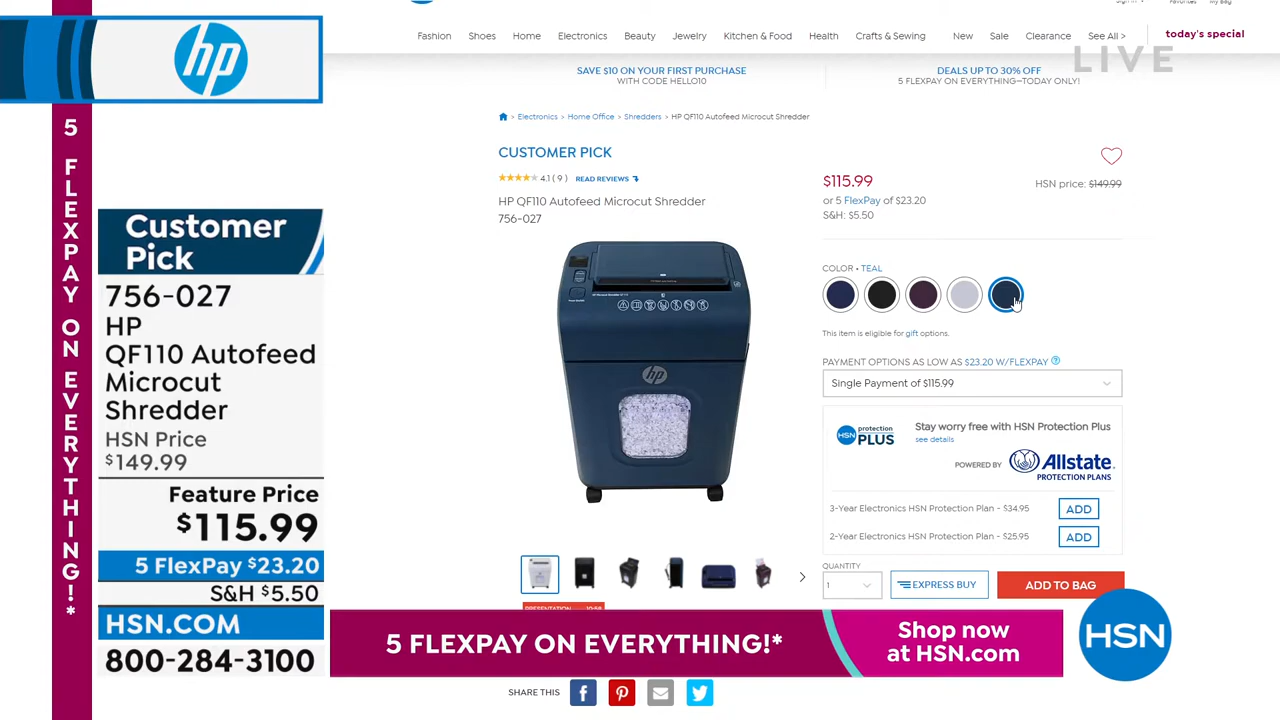 hp
5 FLEXPAY ON EVERYTHING!*
Customer
Pick
756-027
HP
QF110 Autofeed
Microcut
Shredder
HSN Price
$149.99
Feature Price
$115.99
5 FlexPay $23.20
S&H $5.50
HSN.COM
800-284-3100
Fashion Shoes Home Electronics Beauty Jewelry Kitchen & Food Health Crafts & Sewing New Sale Clearance See All > today's special
LIVE
SAVE $10 ON YOUR FIRST PURCHASE
WITH CODE HELLO10
DEALS UP TO 30% OFF
5 FLEXPAY ON EVERYTHING—TODAY ONLY!
> Electronics > Home Office > Shredders > HP QF110 Autofeed Microcut Shredder
CUSTOMER PICK
4.1 ( 9 ) READ REVIEWS
HP QF110 Autofeed Microcut Shredder
756-027
hp
$115.99
HSN price: $149.99
or 5 FlexPay of $23.20
S&H: $5.50
COLOR • TEAL
This item is eligible for gift options.
PAYMENT OPTIONS AS LOW AS $23.20 W/FLEXPAY ?
Single Payment of $115.99
HSN protection PLUS
Stay worry free with HSN Protection Plus
see details
POWERED BY Allstate
PROTECTION PLANS
3-Year Electronics HSN Protection Plan - $34.95 ADD
2-Year Electronics HSN Protection Plan - $25.95 ADD
QUANTITY
1 EXPRESS BUY ADD TO BAG
5 FLEXPAY ON EVERYTHING!*
Shop now
at HSN.com
HSN
SHARE THIS